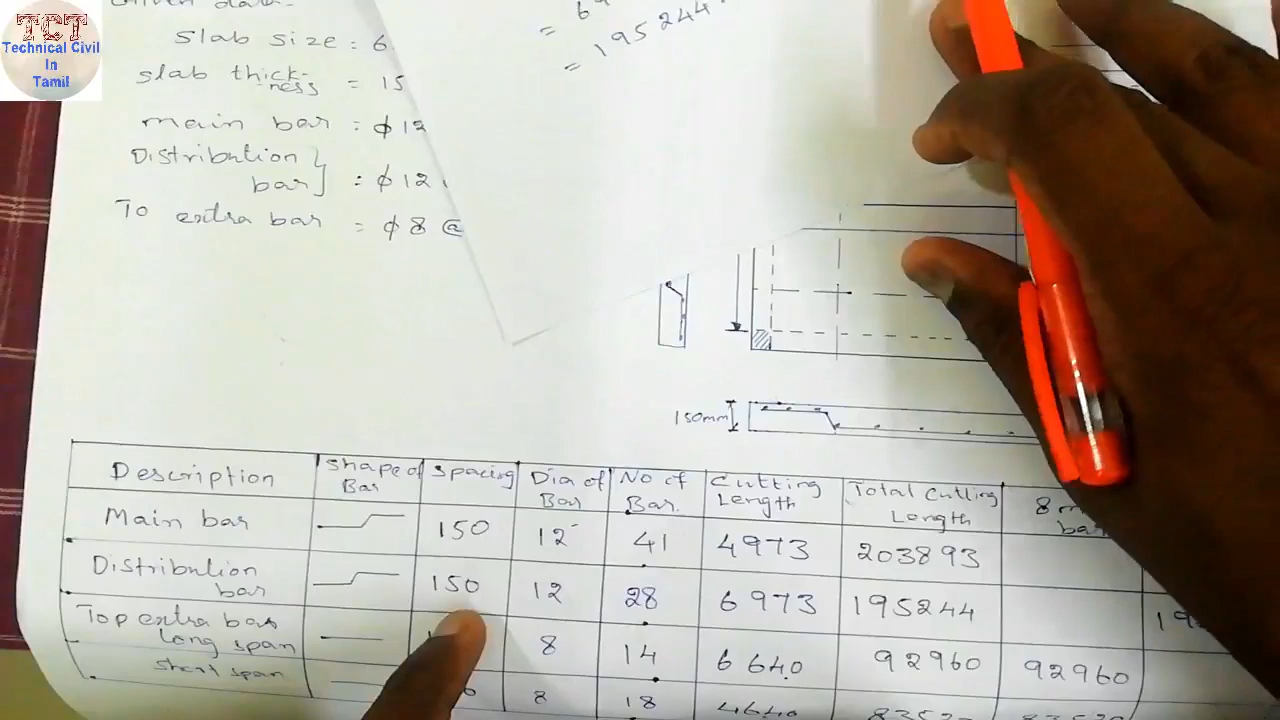 TCT
Technical Civil
In
Tamil
Slab size : 6
Slab thick-
ness = 15
main bar : ϕ12
Distribution
bar} : ϕ12
To extra bar = ϕ8 @
=
= 195244
150mm
Description
Shape of
Bar
Spacing
Dia of
Bar
No of
Bar.
Cutting
Length
Total Cutting
Length
8
bar
Main bar 150 12 41 4973 203893
Distribution
bar 150 12 28 6973 195244
Top extra bar
long span 8 14 6640 92960 92960
short span 8 18 4640